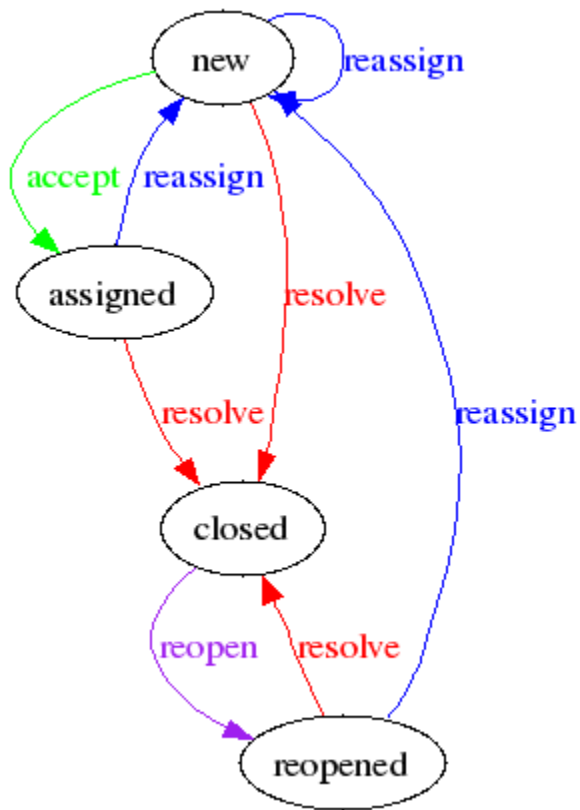 new
reassign
accept
reassign
assigned
resolve
resolve
reassign
closed
reopen
resolve
reopened